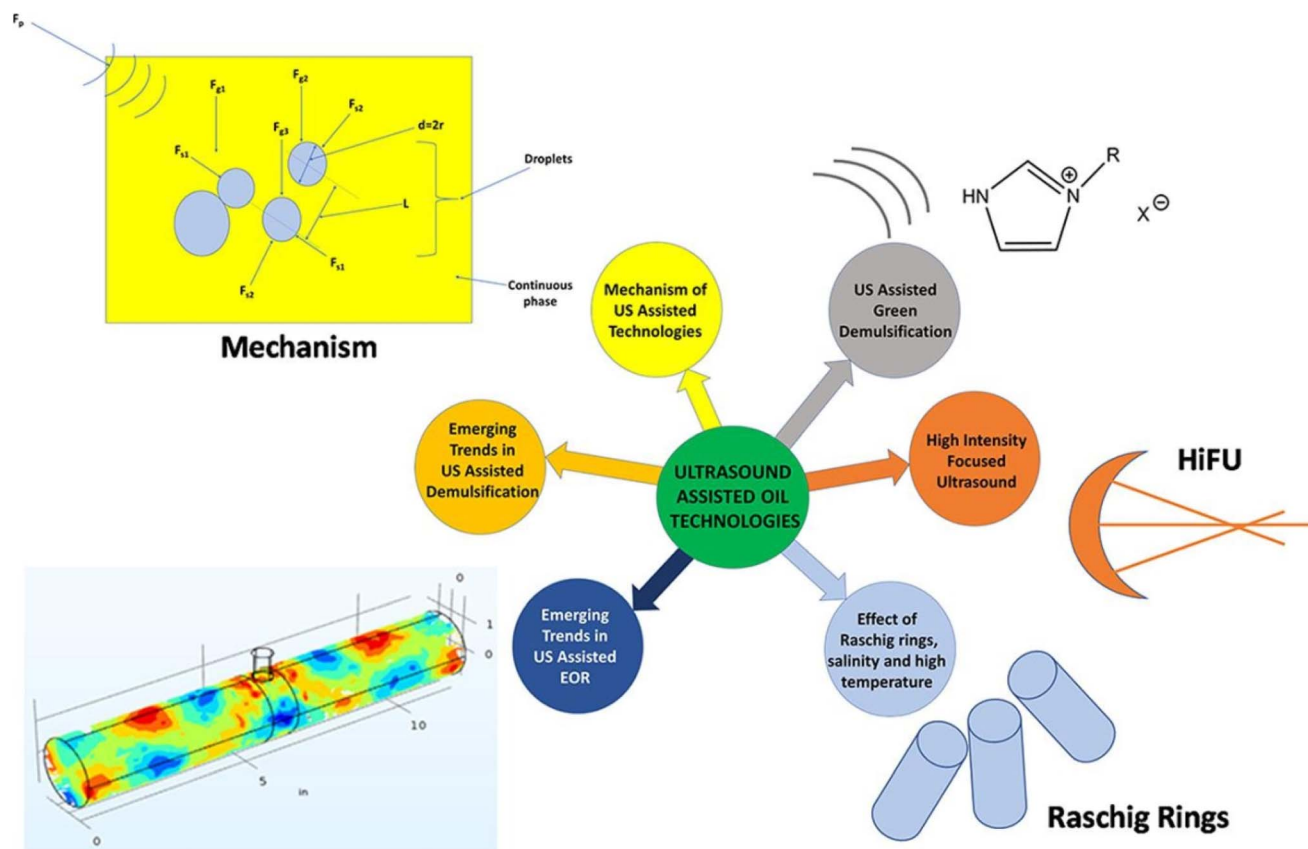 Fp
Fg1
Fg2
Fs2
Fg3
d=2r
Fs1
Droplets
L
Fs1
Fs2
Continuous
phase
Mechanism
HN
N
⊕
R
X⊖
Mechanism of
US Assisted
Technologies
US Assisted
Green
Demulsification
Emerging
Trends in
US Assisted
Demulsification
ULTRASOUND
ASSISTED OIL
TECHNOLOGIES
High Intensity
Focused
Ultrasound
HiFU
Emerging
Trends in
US Assisted
EOR
Effect of
Raschig rings,
salinity and high
temperature
0
1
0
10
5
in
0
Raschig Rings